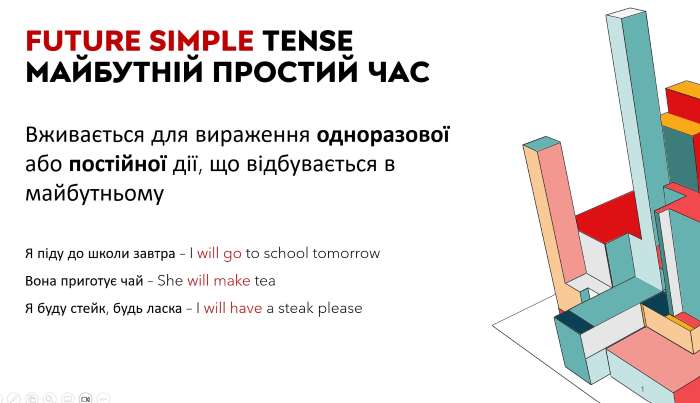 FUTURE SIMPLE TENSE
МАЙБУТНІЙ ПРОСТИЙ ЧАС
Вживається для вираження одноразової
або постійної дії, що відбувається в
майбутньому
Я піду до школи завтра – I will go to school tomorrow
Вона приготує чай – She will make tea
Я буду стейк, будь ласка – I will have a steak please
1